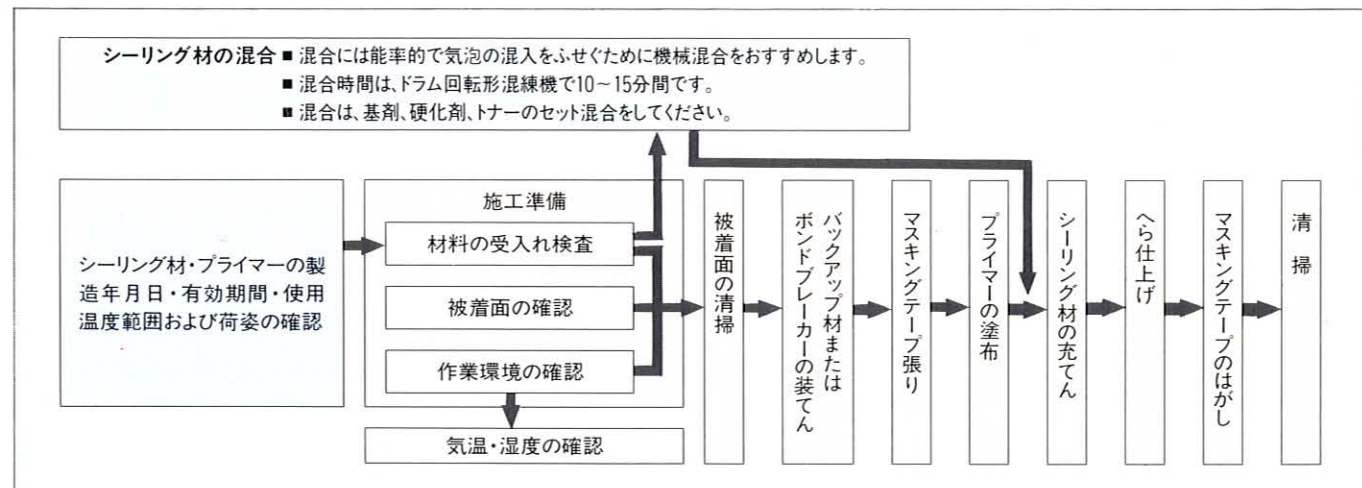 シーリング材の混合 ■ 混合には能率的で気泡の混入をふせぐために機械混合をおすすめします。
■ 混合時間は、ドラム回転形混練機で10～15分間です。
■ 混合は、基剤、硬化剤、トナーのセット混合をしてください。
シーリング材・プライマーの製
造年月日・有効期間・使用
温度範囲および荷姿の確認
施工準備
材料の受入れ検査
被着面の確認
作業環境の確認
気温・湿度の確認
被着面の清掃
バックアップ材または
ボンドブレーカーの装てん
マスキングテープ張り
プライマーの塗布
シーリング材の充てん
へら仕上げ
マスキングテープのはがし
清掃